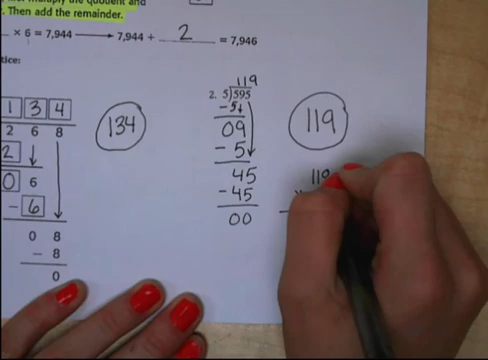 multiply the quotient and
. Then add the remainder.
× 6 = 7,944 → 7,944 + 2 = 7,946
tice:
1 3 4
2 6 8
2
0 6
- 6
0 8
- 8
0
134
119
2. 5)595
-5
09
- 5
45
- 45
00
119
119